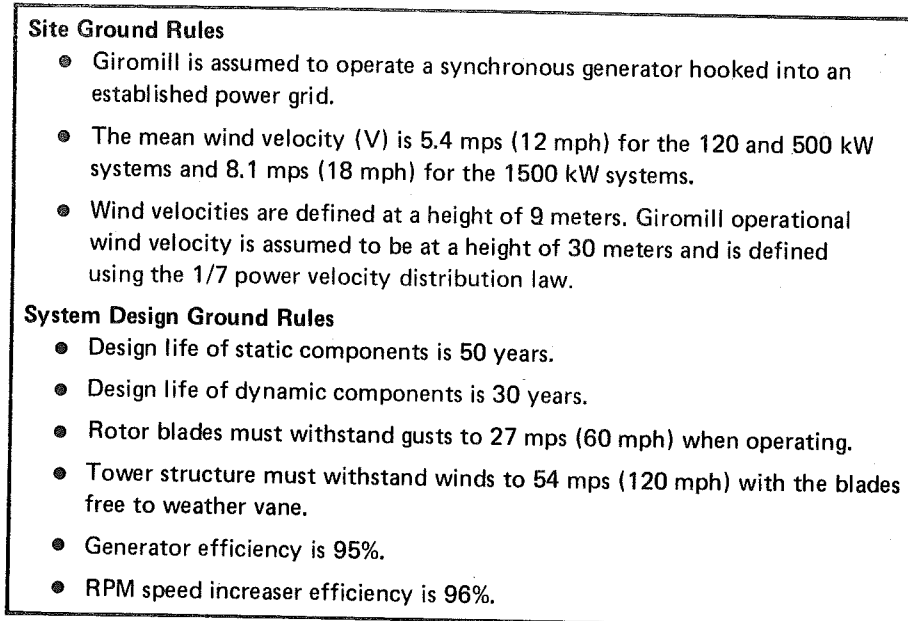 Site Ground Rules
● Giromill is assumed to operate a synchronous generator hooked into an
established power grid.
● The mean wind velocity (V) is 5.4 mps (12 mph) for the 120 and 500 kW
systems and 8.1 mps (18 mph) for the 1500 kW systems.
● Wind velocities are defined at a height of 9 meters. Giromill operational
wind velocity is assumed to be at a height of 30 meters and is defined
using the 1/7 power velocity distribution law.
System Design Ground Rules
● Design life of static components is 50 years.
● Design life of dynamic components is 30 years.
● Rotor blades must withstand gusts to 27 mps (60 mph) when operating.
● Tower structure must withstand winds to 54 mps (120 mph) with the blades
free to weather vane.
● Generator efficiency is 95%.
● RPM speed increaser efficiency is 96%.